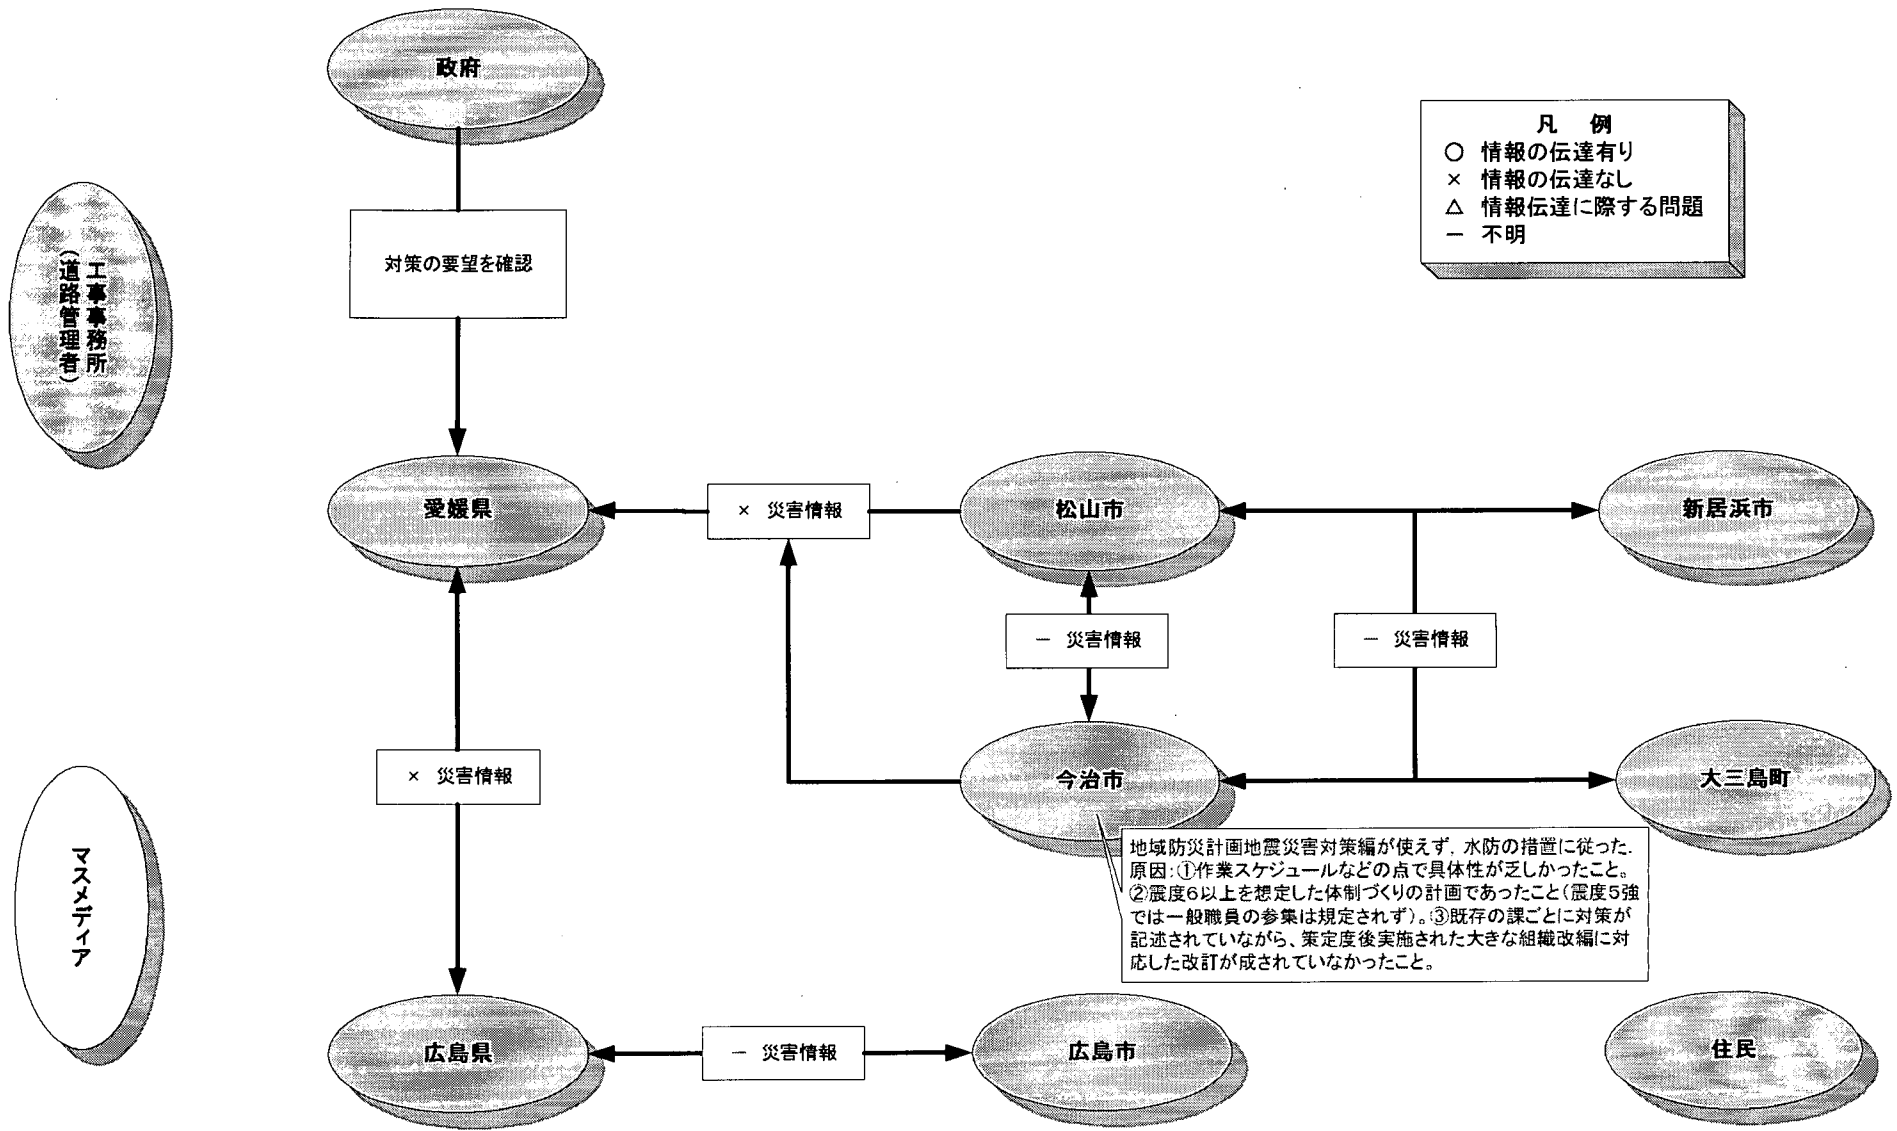 政府
凡 例
○ 情報の伝達有り
× 情報の伝達なし
△ 情報伝達に際する問題
－ 不明
工事事務所
(道路管理者)
対策の要望を確認
愛媛県
× 災害情報
松山市
新居浜市
－ 災害情報
－ 災害情報
× 災害情報
今治市
大三島町
地域防災計画地震災害対策編が使えず，水防の措置に従った．
原因:①作業スケジュールなどの点で具体性が乏しかったこと。
②震度6以上を想定した体制づくりの計画であったこと(震度5強
では一般職員の参集は規定されず)。③既存の課ごとに対策が
記述されていながら、策定度後実施された大きな組織改編に対
応した改訂が成されていなかったこと。
マスメディア
広島県
－ 災害情報
広島市
住民